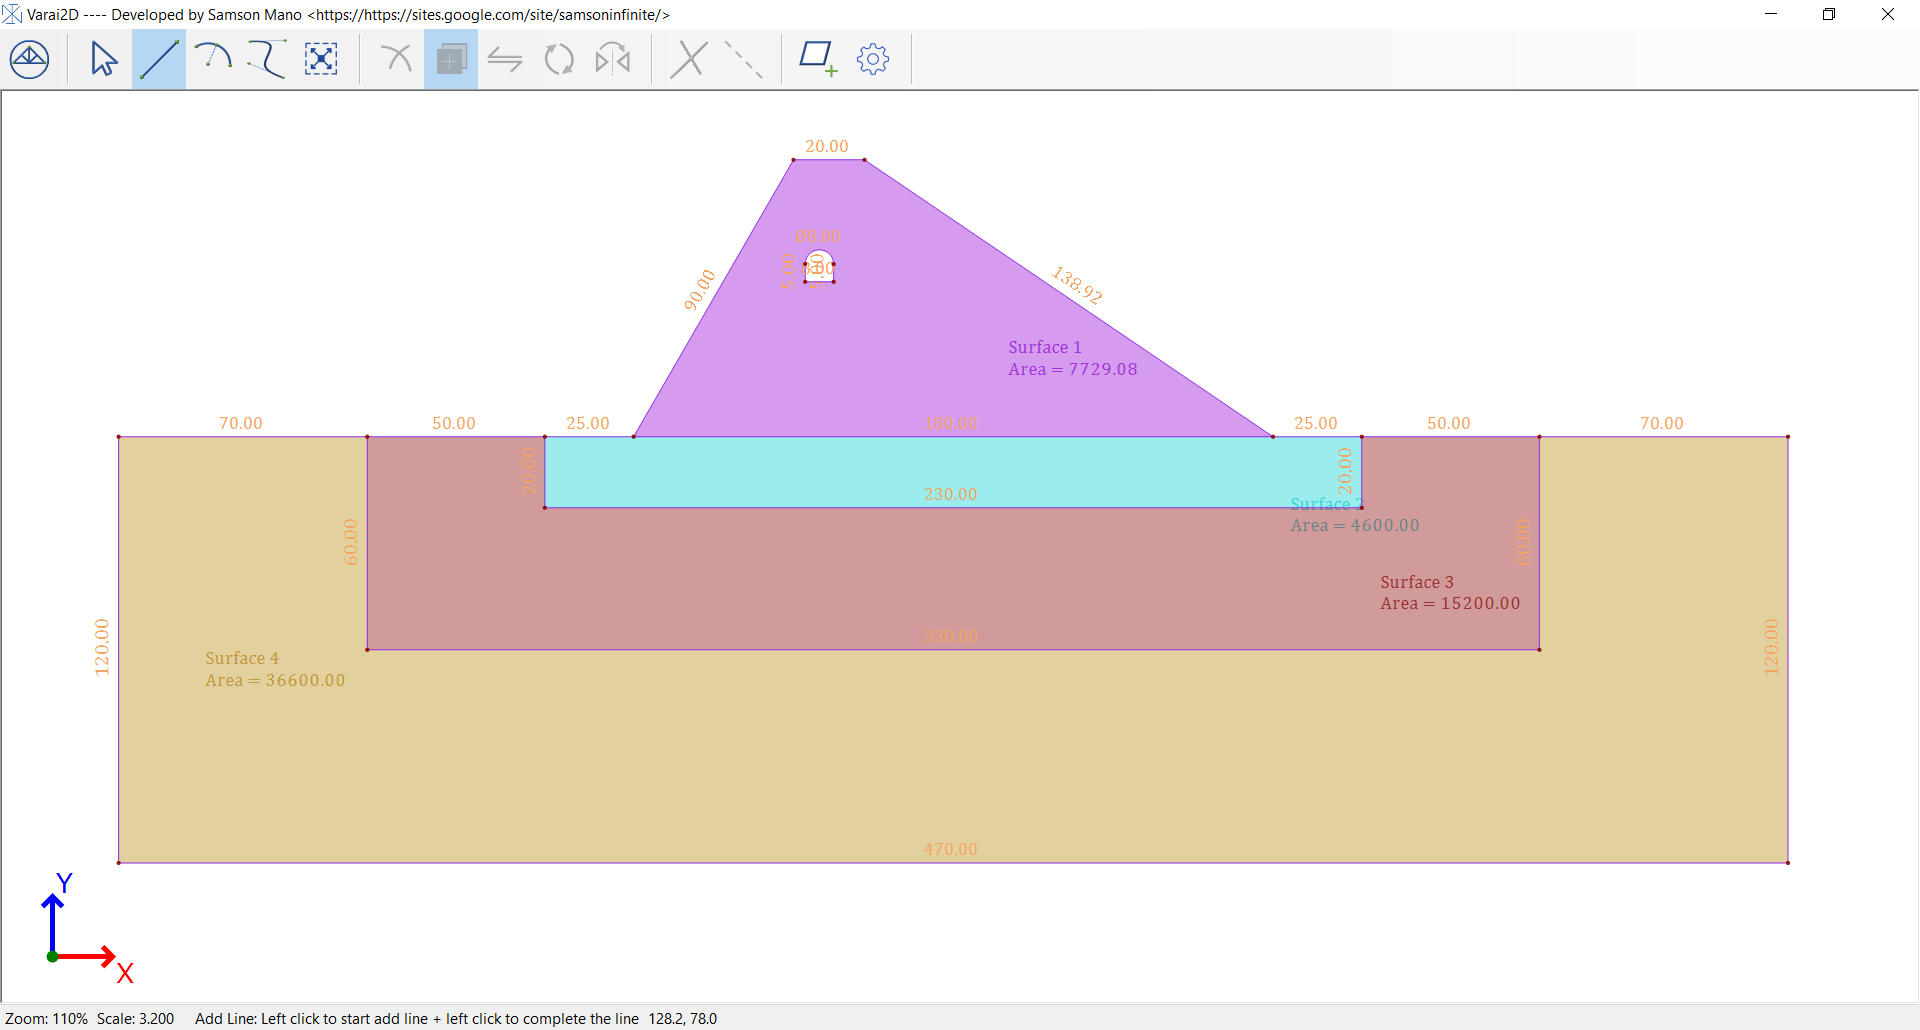 Varai2D ---- Developed by Samson Mano <https://https://sites.google.com/site/samsoninfinite/>
20.00
5.00
5.00
90.00
138.92
Surface 1
Area = 7729.08
70.00
50.00
25.00
180.00
25.00
50.00
70.00
20.00
20.00
230.00
Surface 2
Area = 4600.00
60.00
60.00
Surface 3
Area = 15200.00
120.00
330.00
120.00
Surface 4
Area = 36600.00
470.00
Y
X
Zoom: 110% Scale: 3.200 Add Line: Left click to start add line + left click to complete the line 128.2, 78.0